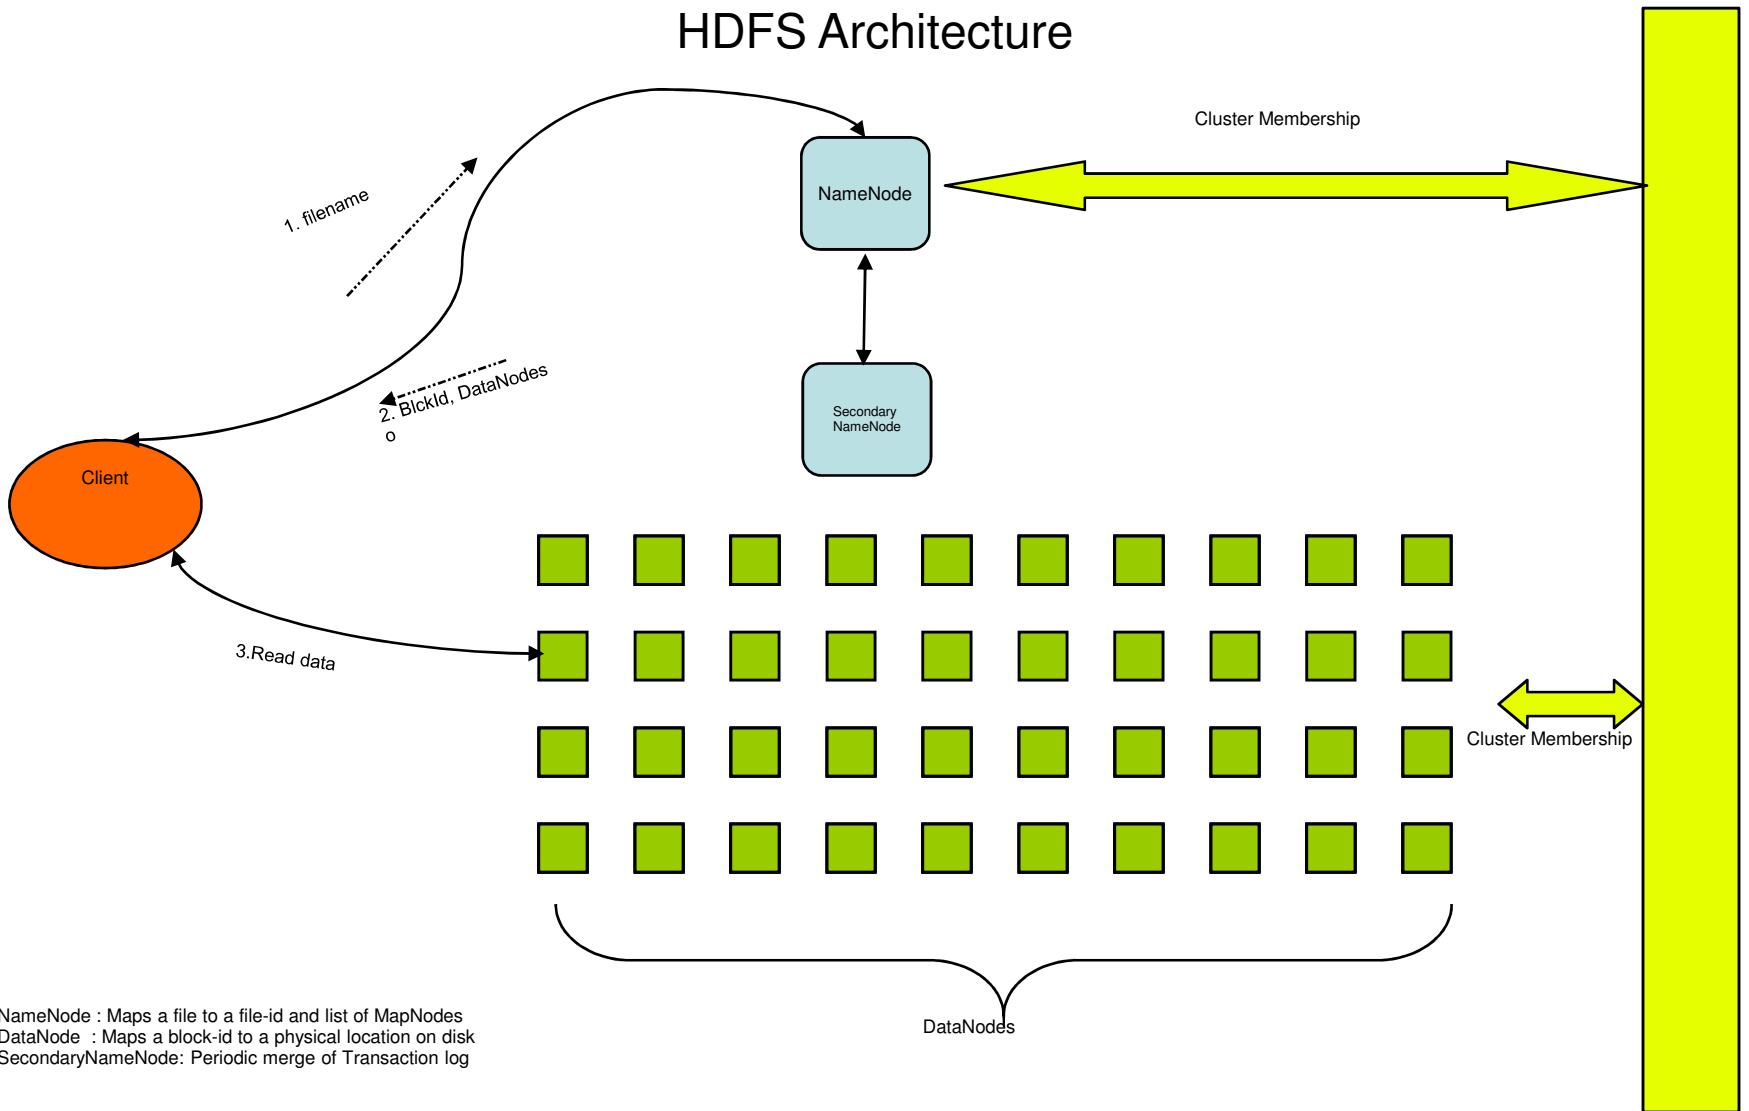 HDFS Architecture
Cluster Membership
NameNode
1. filename
2. BlckId, DataNodes
o
Secondary
NameNode
Client
3.Read data
Cluster Membership
DataNodes
NameNode : Maps a file to a file-id and list of MapNodes
DataNode  : Maps a block-id to a physical location on disk
SecondaryNameNode: Periodic merge of Transaction log